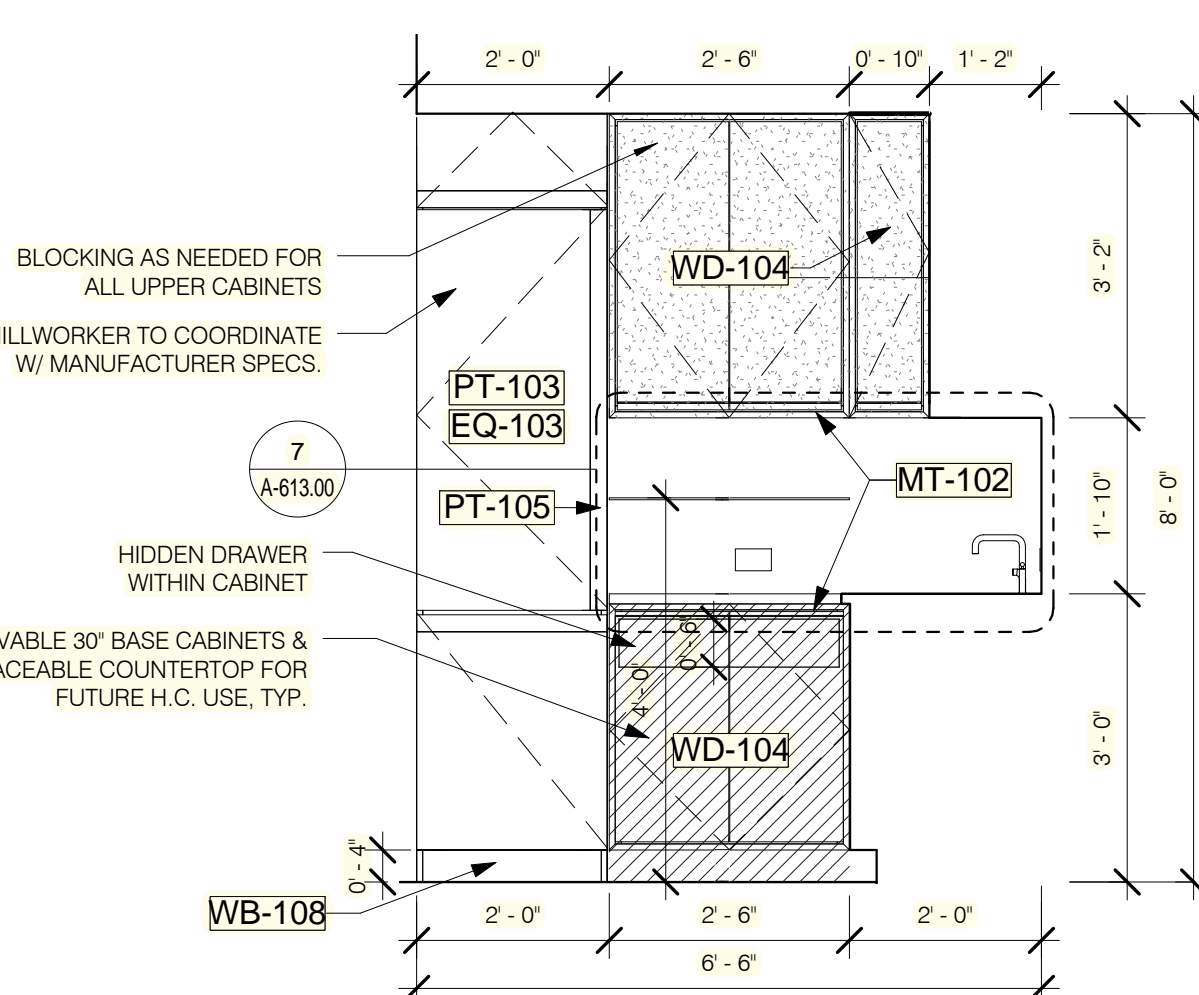 2' - 0"
2' - 6"
0' - 10"
1' - 2"
BLOCKING AS NEEDED FOR
ALL UPPER CABINETS
WD-104
3' - 2"
ILLWORKER TO COORDINATE
W/ MANUFACTURER SPECS.
PT-103
EQ-103
7
A-613.00
MT-102
PT-105
1' - 10"
8' - 0"
HIDDEN DRAWER
WITHIN CABINET
0' - 6"
VABLE 30" BASE CABINETS &
ACEABLE COUNTERTOP FOR
FUTURE H.C. USE, TYP.
4' - 0"
WD-104
3' - 0"
0' - 4"
WB-108
2' - 0"
2' - 6"
2' - 0"
6' - 6"